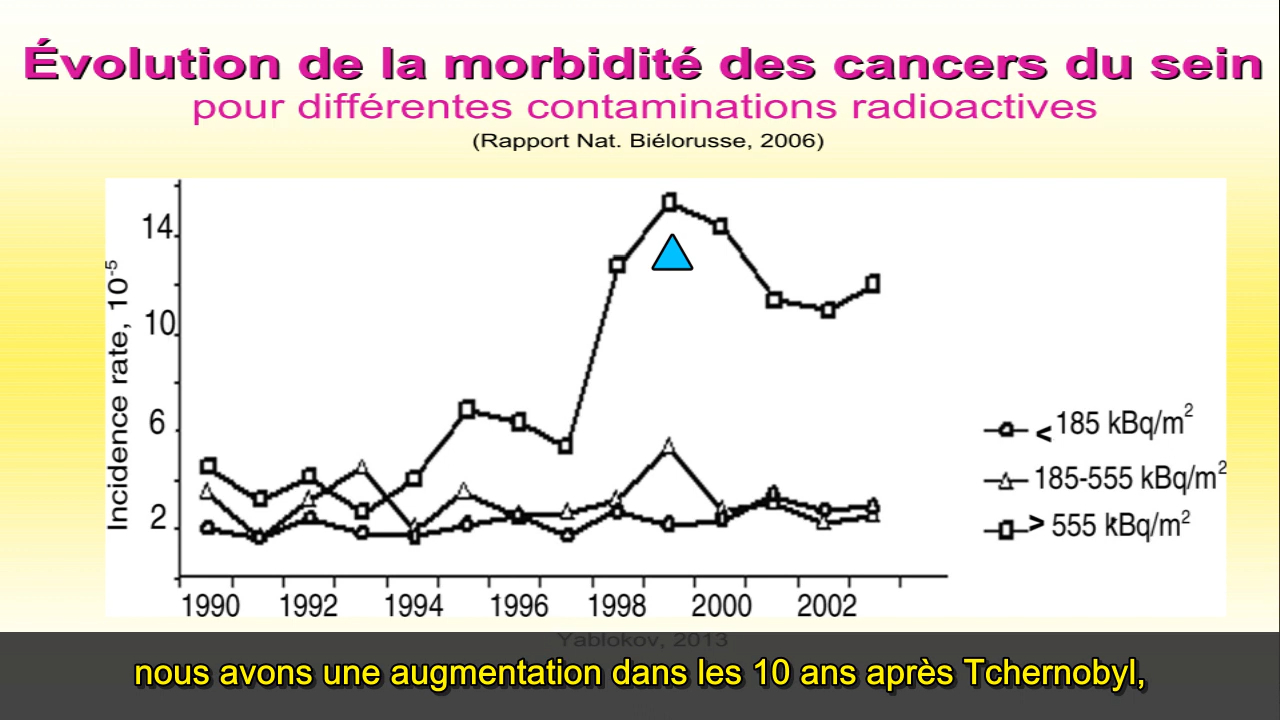 Évolution de la morbidité des cancers du sein
pour différentes contaminations radioactives
(Rapport Nat. Biélorusse, 2006)
Incidence rate, 10⁻⁵
14
10
6
2
1990 1992 1994 1996 1998 2000 2002
< 185 kBq/m²
185-555 kBq/m²
> 555 kBq/m²
Yablokov, 2013
nous avons une augmentation dans les 10 ans après Tchernobyl,